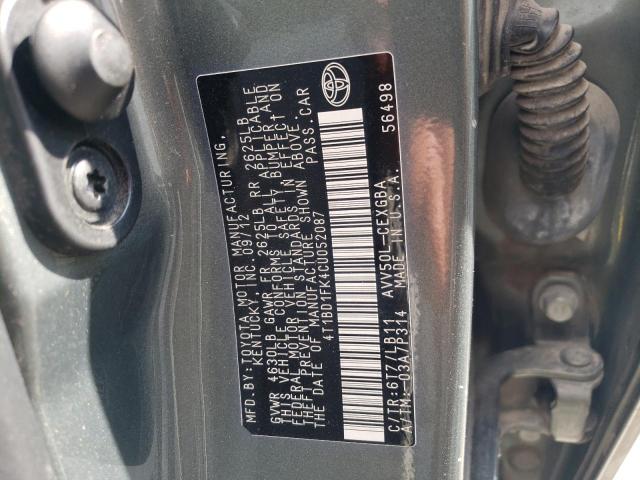 MFD. BY: TOYOTA MOTOR MANUFACTURING,
KENTUCKY, INC. 09/12
GVWR 4630LB GAWR FR 2625LB RR 2625LB
THIS VEHICLE CONFORMS TO ALL APPLICABLE
FEDERAL MOTOR VEHICLE SAFETY, BUMPER, AND
THEFT PREVENTION STANDARDS IN EFFECT ON
THE DATE OF MANUFACTURE SHOWN ABOVE.
4T1BD1FK4CU052087 PASS. CAR
C/TR:6T7/LB11 AVV50L-CEXGBA
A/TM:-03A/P314 MADE IN U.S.A.
56498